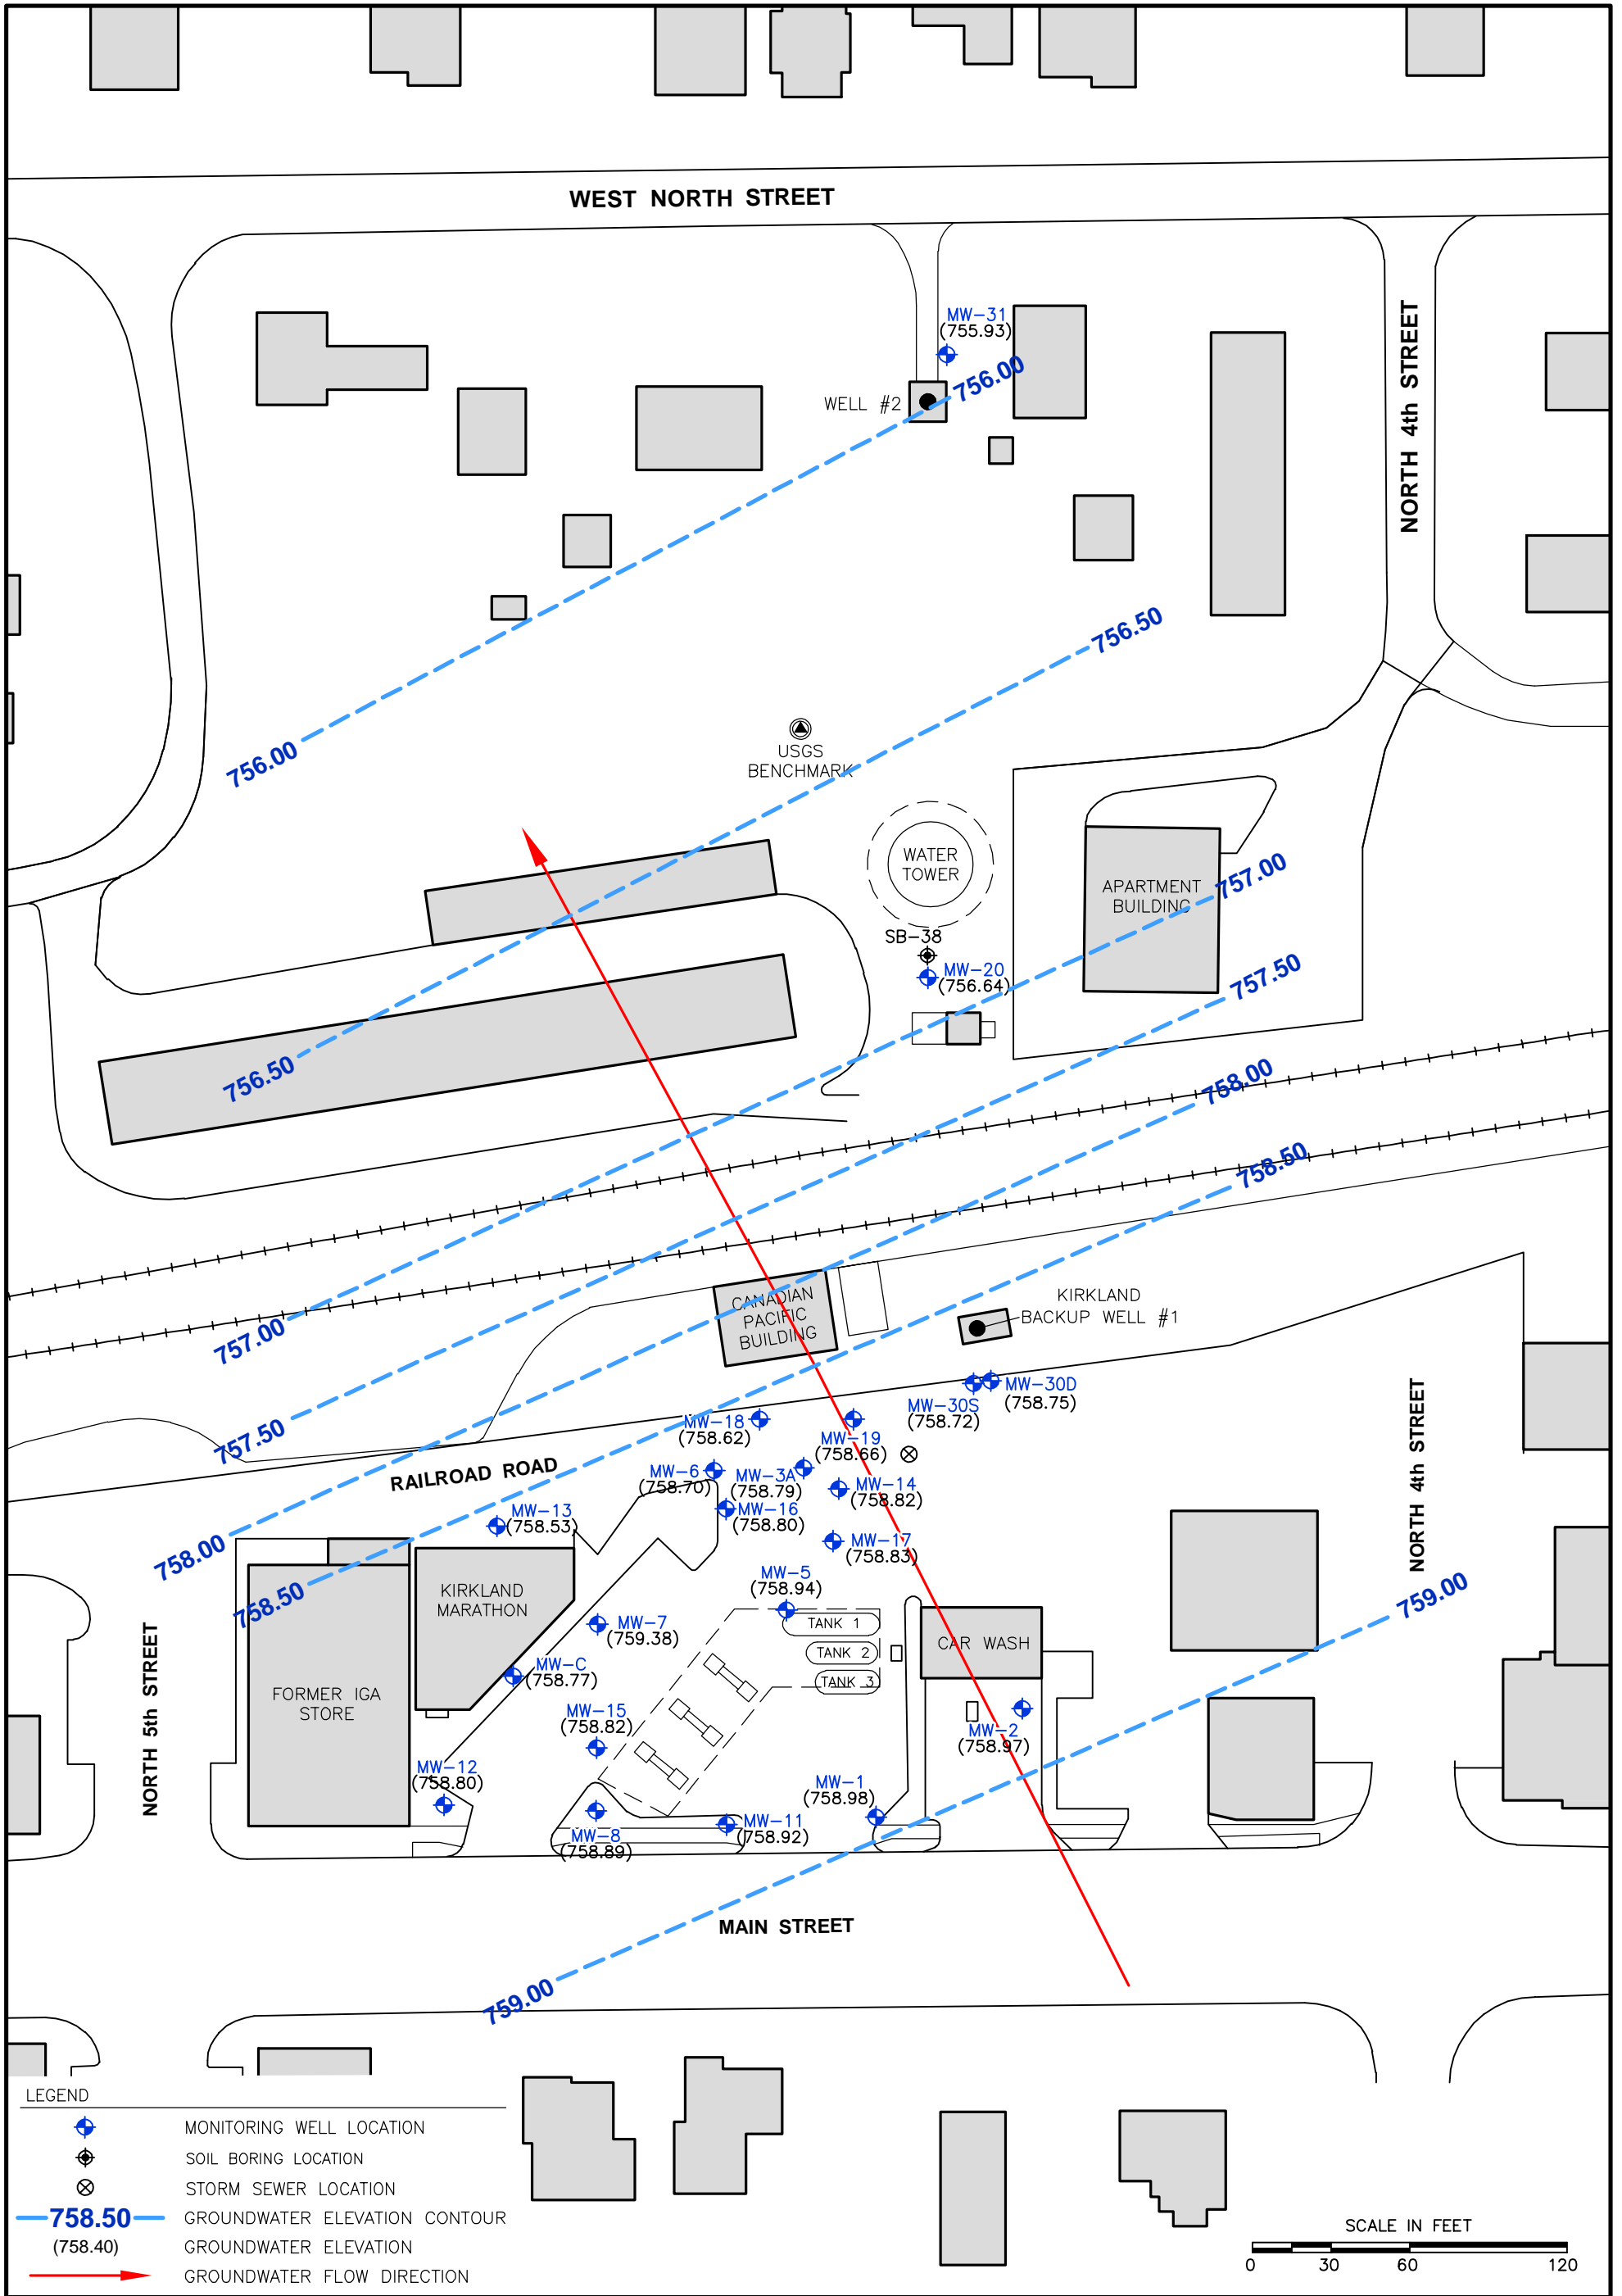 WEST NORTH STREET
MW-31
(755.93)
756.00
WELL #2
NORTH 4th STREET
756.50
756.00
USGS
BENCHMARK
WATER
TOWER
APARTMENT
BUILDING
757.00
SB-38
MW-20
(756.64)
757.50
756.50
758.00
758.50
KIRKLAND
BACKUP WELL #1
CANADIAN
PACIFIC
BUILDING
757.00
MW-30D
(758.75)
MW-30S
(758.72)
MW-18
(758.62)
MW-19
(758.66)
757.50
RAILROAD ROAD
MW-6
(758.70)
MW-3A
(758.79)
MW-14
(758.82)
MW-16
(758.80)
MW-13
(758.53)
MW-17
(758.83)
NORTH 4th STREET
758.00
MW-5
(758.94)
758.50
KIRKLAND
MARATHON
759.00
MW-7
(759.38)
TANK 1
TANK 2
TANK 3
CAR WASH
MW-C
(758.77)
FORMER IGA
STORE
NORTH 5th STREET
MW-15
(758.82)
MW-2
(758.97)
MW-12
(758.80)
MW-1
(758.98)
MW-11
(758.92)
MW-8
(758.89)
MAIN STREET
759.00
LEGEND
MONITORING WELL LOCATION
SOIL BORING LOCATION
STORM SEWER LOCATION
758.50 GROUNDWATER ELEVATION CONTOUR
(758.40) GROUNDWATER ELEVATION
GROUNDWATER FLOW DIRECTION
SCALE IN FEET
0 30 60 120